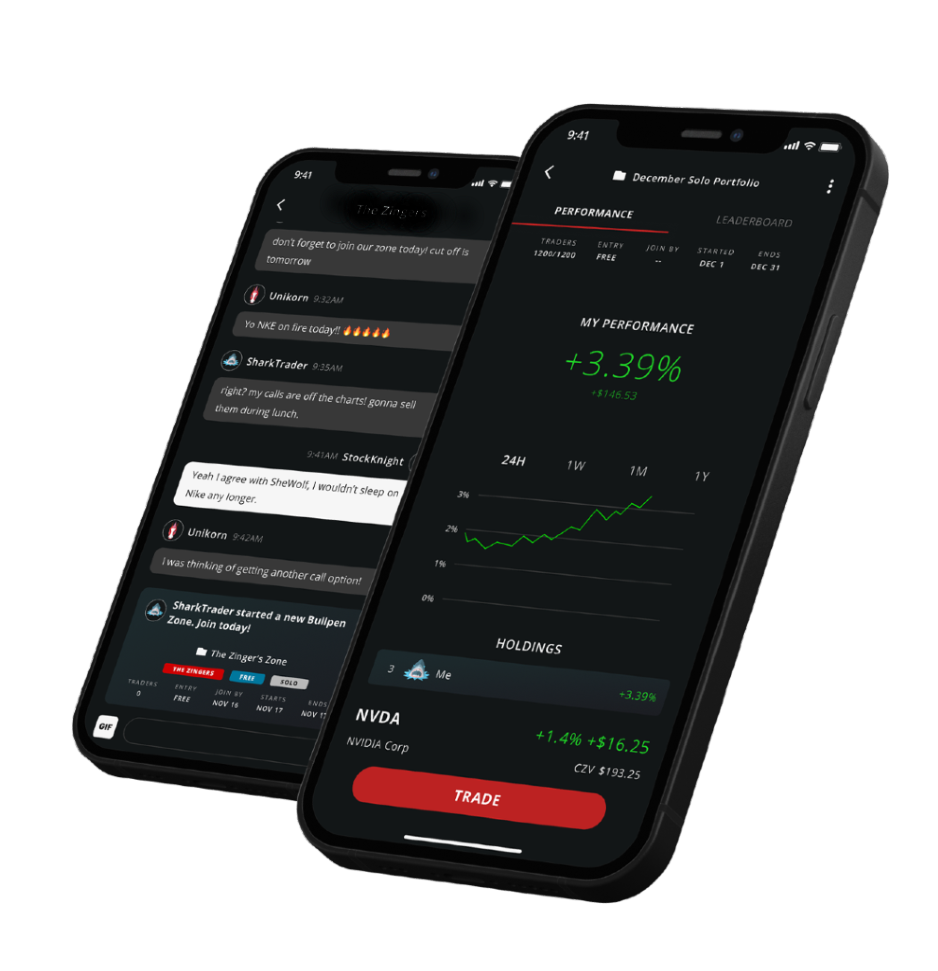 9:41
The Zinger's
don't forget to join our zone today! cut off is
tomorrow
Unikorn 9:32AM
Yo NKE on fire today!! 🔥🔥🔥🔥🔥
SharkTrader 9:35AM
right? my calls are off the charts! gonna sell
them during lunch.
9:41AM StockKnight
Yeah I agree with SheWolf, I wouldn't sleep on
Nike any longer.
Unikorn 9:42AM
I was thinking of getting another call option!
SharkTrader started a new Bullpen
Zone. Join today!
The Zinger's Zone
THE ZINGERS FREE SOLO
TRADERS ENTRY JOIN BY STARTS ENDS
0 FREE NOV 16 NOV 17 NOV 17
GIF
9:41
December Solo Portfolio
PERFORMANCE LEADERBOARD
TRADERS ENTRY JOIN BY STARTED ENDS
1200/1200 FREE -- DEC 1 DEC 31
MY PERFORMANCE
+3.39%
+$146.53
24H 1W 1M 1Y
3%
2%
1%
0%
HOLDINGS
3 Me +3.39%
NVDA +1.4% +$16.25
NVIDIA Corp CZV $193.25
TRADE